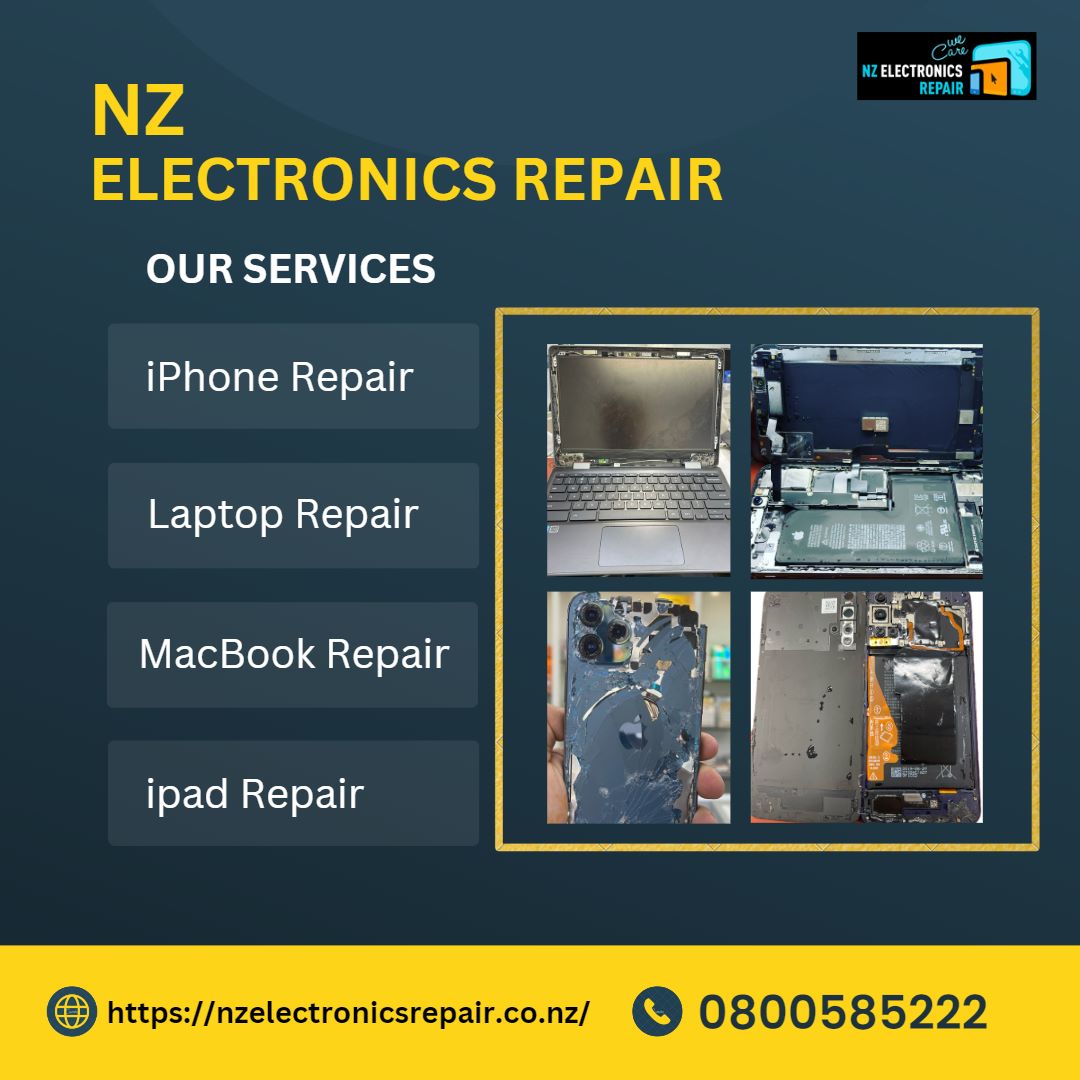 we
Care
NZ ELECTRONICS
REPAIR
NZ
ELECTRONICS REPAIR
OUR SERVICES
iPhone Repair
Laptop Repair
MacBook Repair
ipad Repair
https://nzelectronicsrepair.co.nz/
0800585222